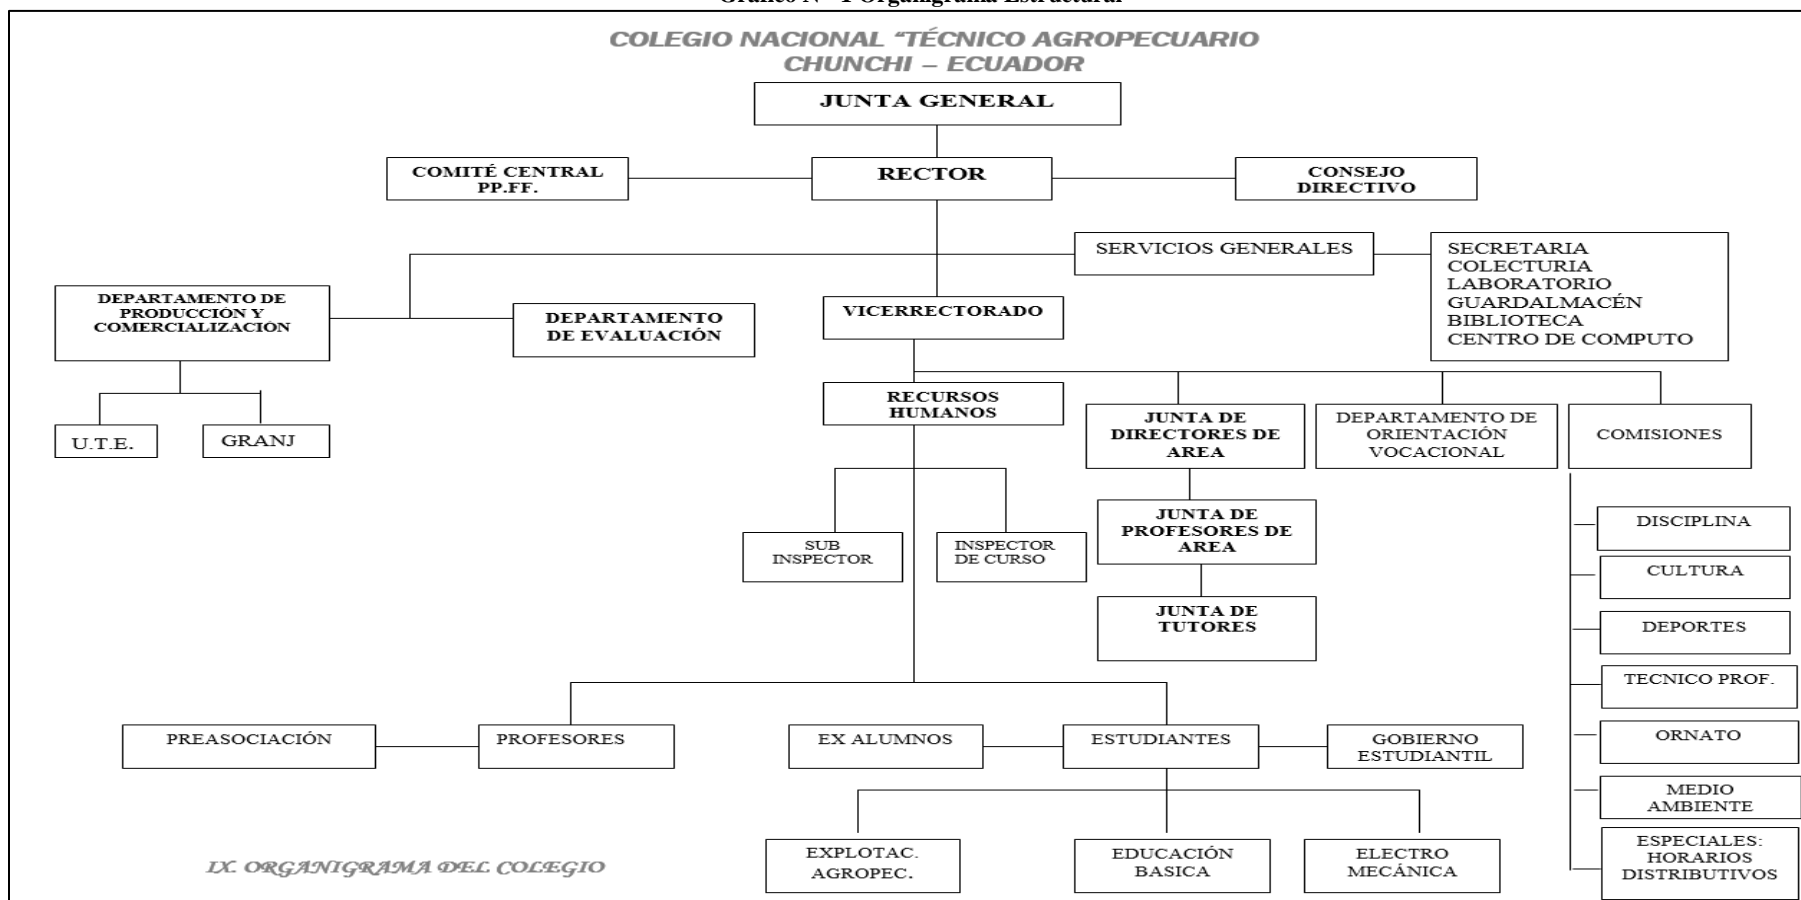 Gráfico N° 1 Organigrama Estructural
COLEGIO NACIONAL “TÉCNICO AGROPECUARIO
CHUNCHI – ECUADOR
JUNTA GENERAL
COMITÉ CENTRAL
PP.FF.
RECTOR
CONSEJO
DIRECTIVO
SERVICIOS GENERALES
SECRETARIA
COLECTURIA
LABORATORIO
GUARDALMACÉN
BIBLIOTECA
CENTRO DE COMPUTO
DEPARTAMENTO DE
PRODUCCIÓN Y
COMERCIALIZACIÓN
DEPARTAMENTO
DE EVALUACIÓN
VICERRECTORADO
U.T.E.
GRANJ
RECURSOS
HUMANOS
JUNTA DE
DIRECTORES DE
AREA
DEPARTAMENTO DE
ORIENTACIÓN
VOCACIONAL
COMISIONES
SUB
INSPECTOR
INSPECTOR
DE CURSO
JUNTA DE
PROFESORES DE
AREA
JUNTA DE
TUTORES
DISCIPLINA
CULTURA
DEPORTES
TECNICO PROF.
ORNATO
MEDIO
AMBIENTE
ESPECIALES:
HORARIOS
DISTRIBUTIVOS
PREASOCIACIÓN
PROFESORES
EX ALUMNOS
ESTUDIANTES
GOBIERNO
ESTUDIANTIL
EXPLOTAC.
AGROPEC.
EDUCACIÓN
BASICA
ELECTRO
MECÁNICA
IX. ORGANIGRAMA DEL COLEGIO